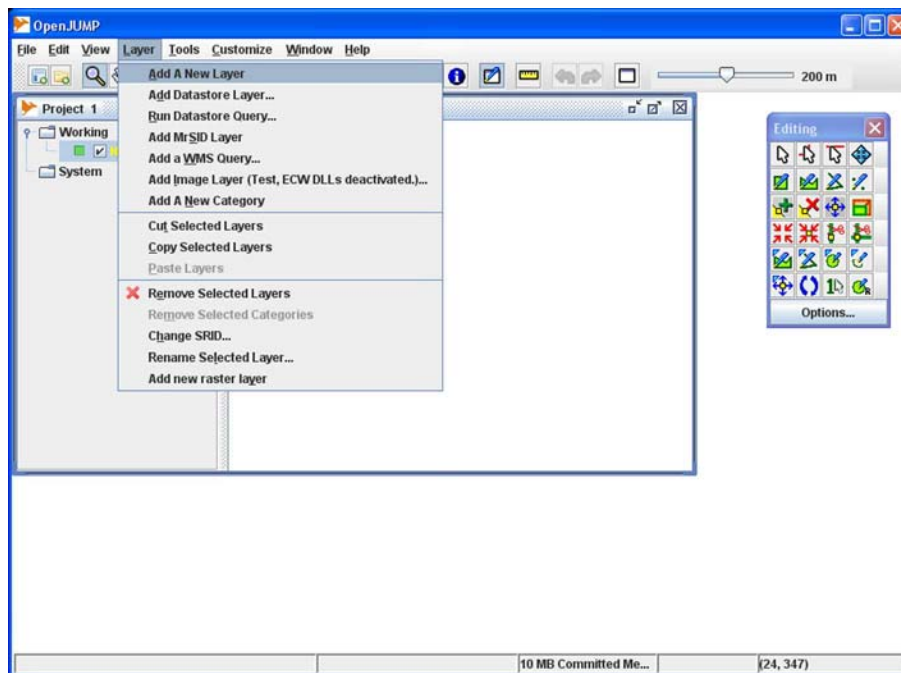 OpenJUMP
File Edit View Layer Tools Customize Window Help
200 m
Add A New Layer
Add Datastore Layer...
Run Datastore Query...
Add MrSID Layer
Add a WMS Query...
Add Image Layer (Test, ECW DLLs deactivated.)...
Add A New Category
Cut Selected Layers
Copy Selected Layers
Paste Layers
Remove Selected Layers
Remove Selected Categories
Change SRID...
Rename Selected Layer...
Add new raster layer
Project 1
Working
System
Editing
Options...
10 MB Committed Me...
(24, 347)